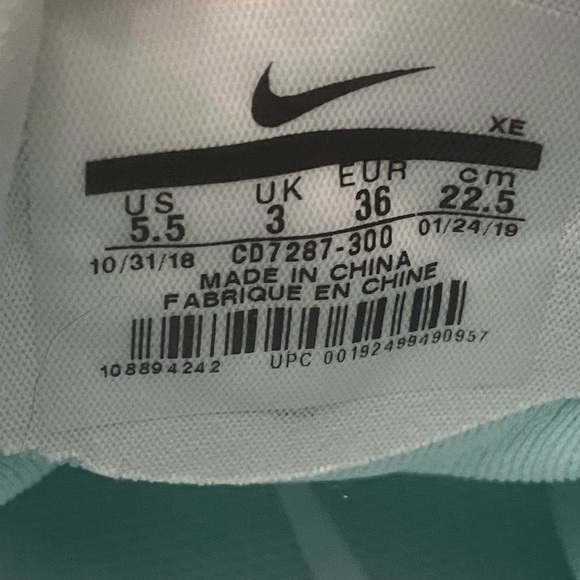 XE
US UK EUR cm
5.5 3 36 22.5
10/31/18 CD7287-300 01/24/19
MADE IN CHINA
FABRIQUE EN CHINE
108894242 UPC 00192499490957